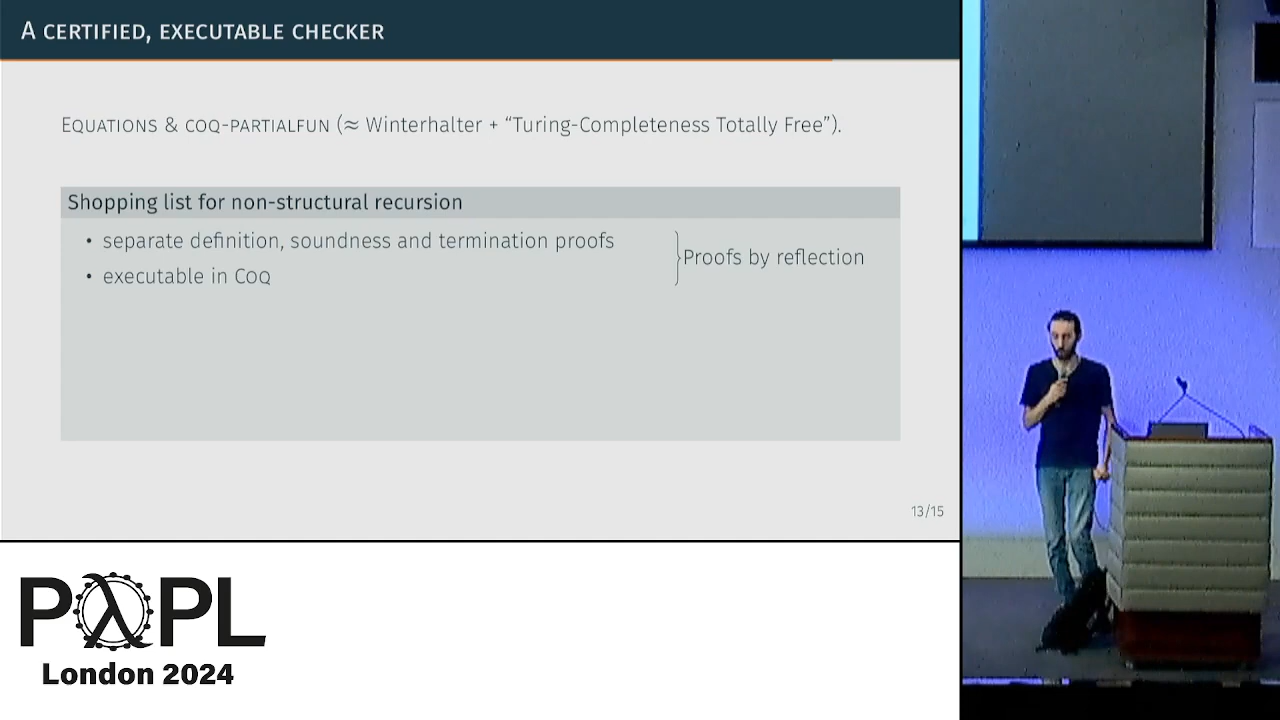 A CERTIFIED, EXECUTABLE CHECKER
EQUATIONS & COQ-PARTIALFUN (≈ Winterhalter + “Turing-Completeness Totally Free”).
Shopping list for non-structural recursion
• separate definition, soundness and termination proofs
• executable in COQ
Proofs by reflection
13/15
PλPL
London 2024